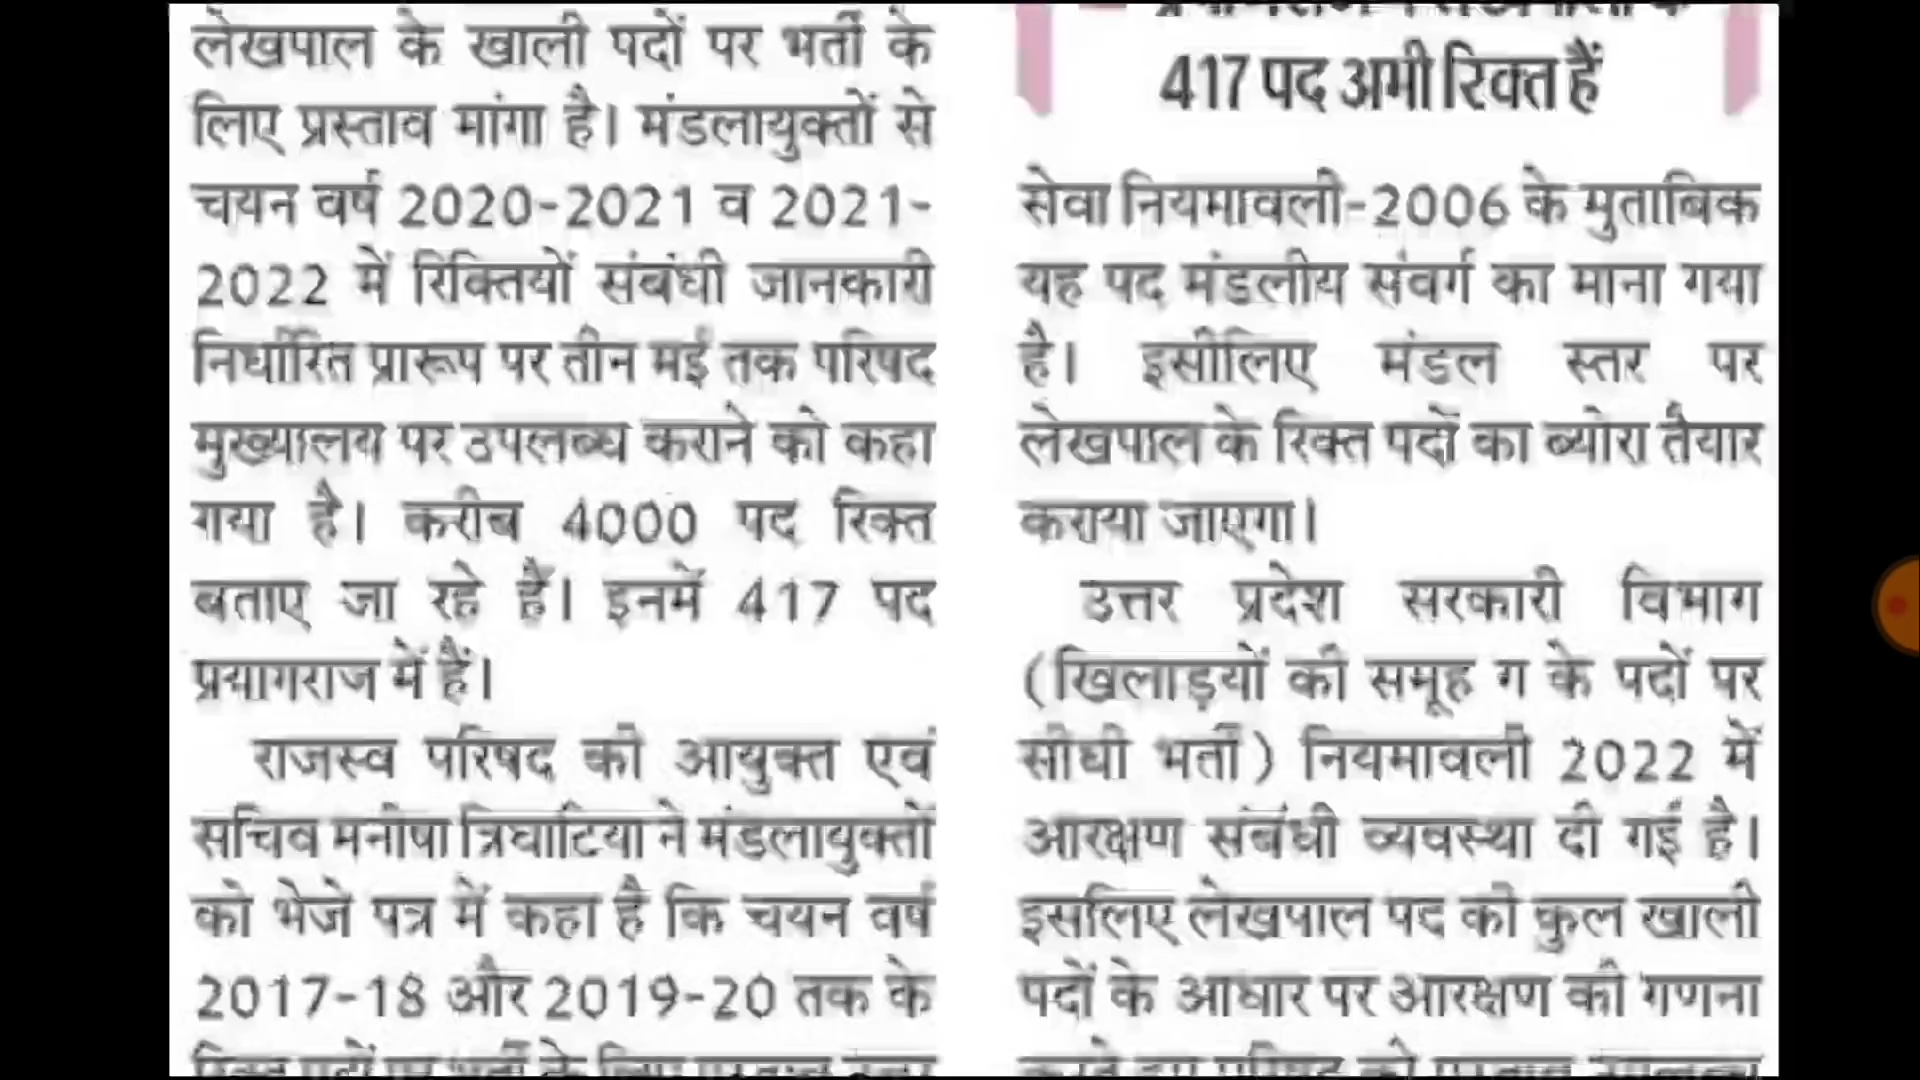 लेखपाल के खाली पदों पर भर्ती के
लिए प्रस्ताव मांगा है। मंडलायुक्तों से
चयन वर्ष 2020-2021 व 2021-
2022 में रिक्तियों संबंधी जानकारी
निर्धारित प्रारूप पर तीन मई तक परिषद
मुख्यालय पर उपलब्ध कराने को कहा
गया है। करीब 4000 पद रिक्त
बताए जा रहे हैं। इनमें 417 पद
प्रयागराज में हैं।
राजस्व परिषद की आयुक्त एवं
सचिव मनीषा त्रिघाटिया ने मंडलायुक्तों
को भेजे पत्र में कहा है कि चयन वर्ष
2017-18 और 2019-20 तक के
417 पद अभी रिक्त हैं
सेवा नियमावली-2006 के मुताबिक
यह पद मंडलीय संवर्ग का माना गया
है। इसीलिए मंडल स्तर पर
लेखपाल के रिक्त पदों का ब्योरा तैयार
कराया जाएगा।
उत्तर प्रदेश सरकारी विभाग
(खिलाड़यों की समूह ग के पदों पर
सीधी भर्ती) नियमावली 2022 में
आरक्षण संबंधी व्यवस्था दी गई है।
इसलिए लेखपाल पद की कुल खाली
पदों के आधार पर आरक्षण की गणना